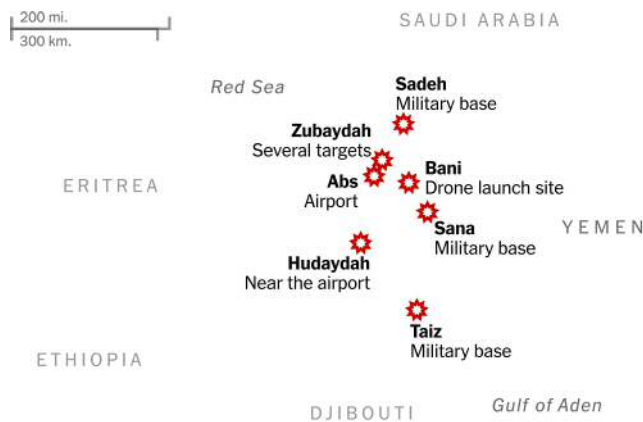 200 mi.
300 km.
SAUDI ARABIA
Red Sea
Sadeh
Military base
Zubaydah
Several targets
Abs
Airport
Bani
Drone launch site
ERITREA
YEMEN
Sana
Military base
Hudaydah
Near the airport
Taiz
Military base
ETHIOPIA
DJIBOUTI
Gulf of Aden